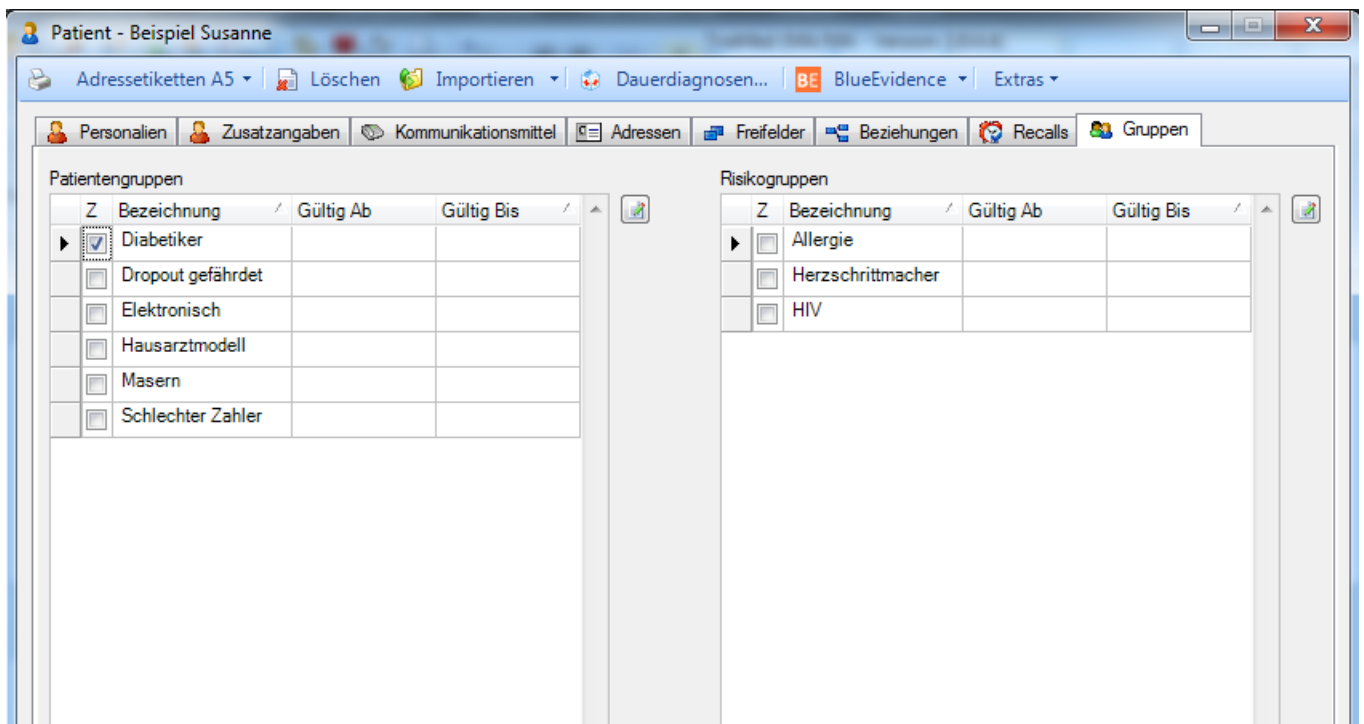 Patient - Beispiel Susanne
Adressetiketten A5 Löschen Importieren Dauerdiagnosen... BE BlueEvidence Extras
Personalien Zusatzangaben Kommunikationsmittel Adressen Freifelder Beziehungen Recalls Gruppen
Patientengruppen Risikogruppen
Z Bezeichnung Gültig Ab Gültig Bis Z Bezeichnung Gültig Ab Gültig Bis
Diabetiker Allergie
Dropout gefährdet Herzschrittmacher
Elektronisch HIV
Hausarztmodell
Masern
Schlechter Zahler